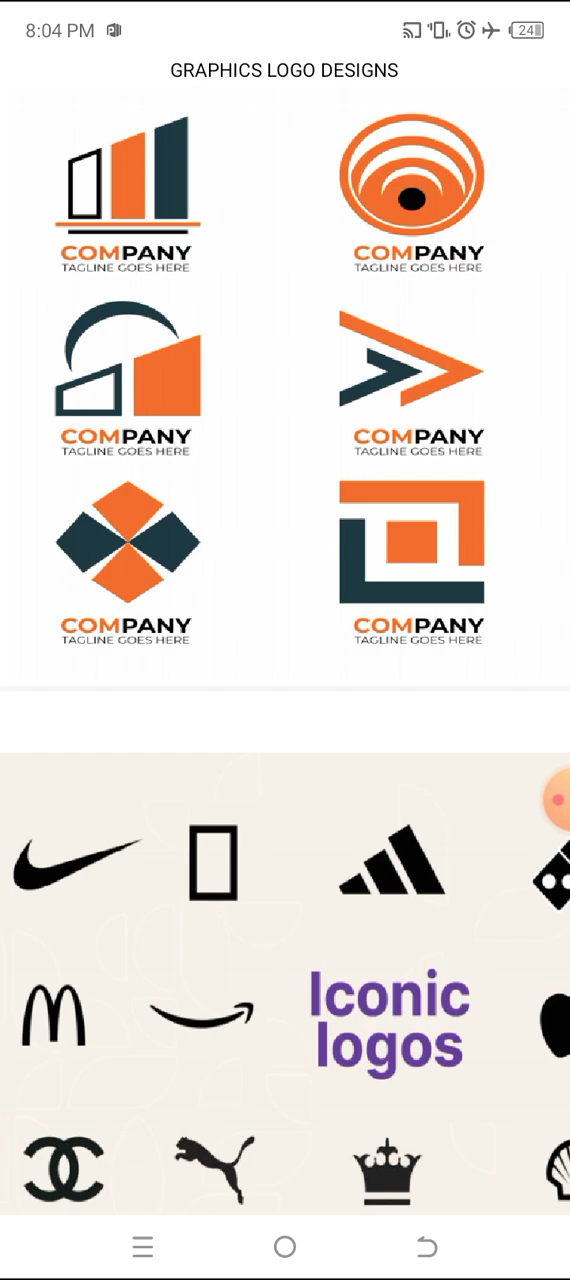 8:04 PM
24
GRAPHICS LOGO DESIGNS
COMPANY
TAGLINE GOES HERE
COMPANY
TAGLINE GOES HERE
COMPANY
TAGLINE GOES HERE
COMPANY
TAGLINE GOES HERE
COMPANY
TAGLINE GOES HERE
COMPANY
TAGLINE GOES HERE
Iconic
logos